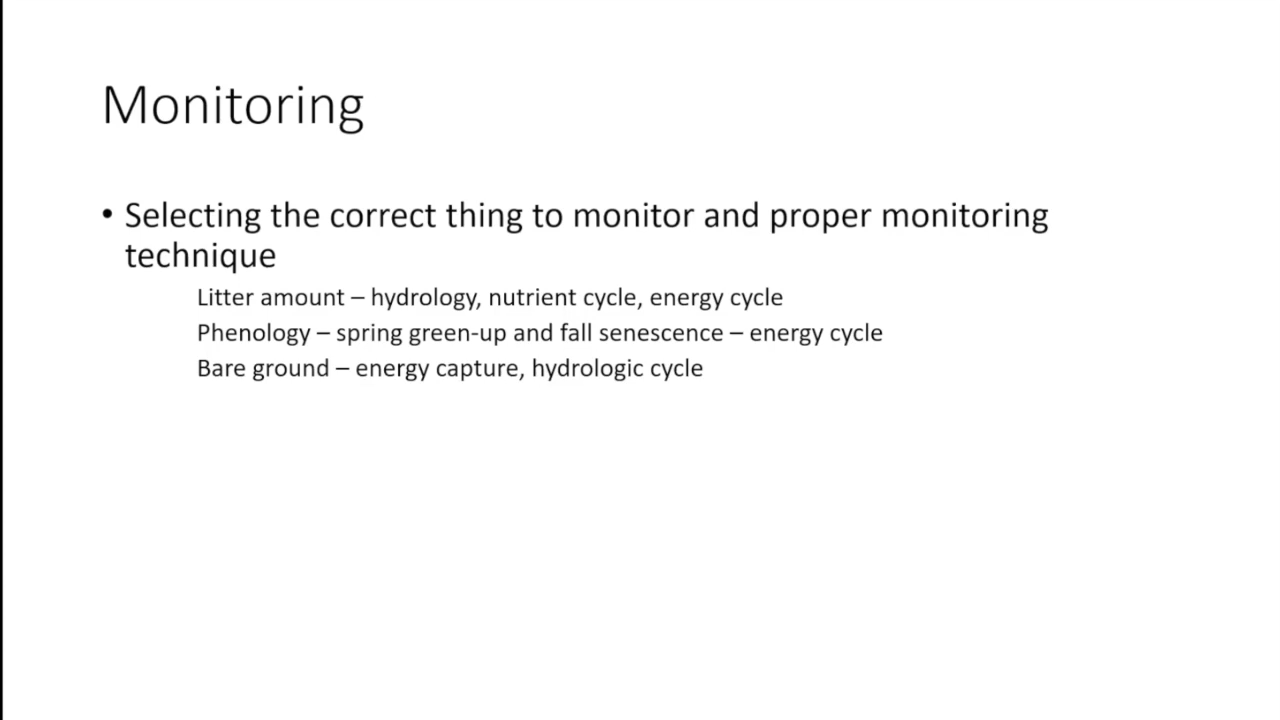 Monitoring
• Selecting the correct thing to monitor and proper monitoring
technique
Litter amount – hydrology, nutrient cycle, energy cycle
Phenology – spring green-up and fall senescence – energy cycle
Bare ground – energy capture, hydrologic cycle